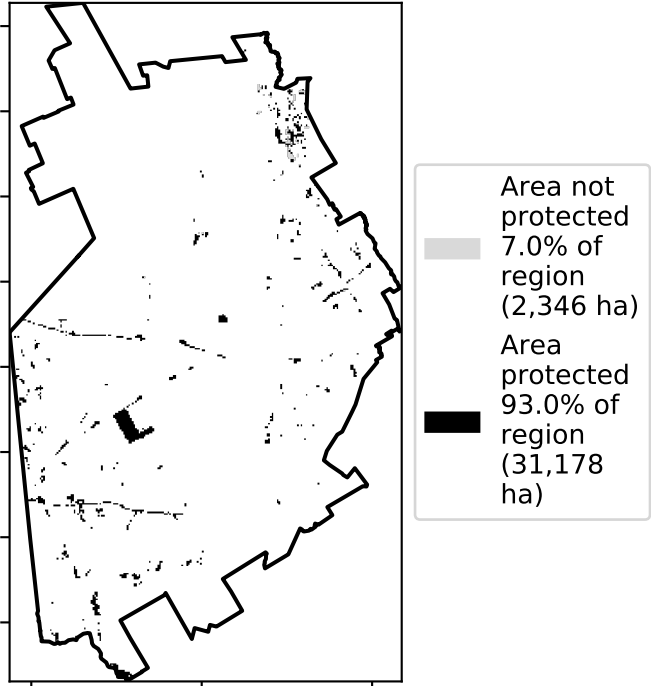 Area not
protected
7.0% of
region
(2,346 ha)
Area
protected
93.0% of
region
(31,178
ha)